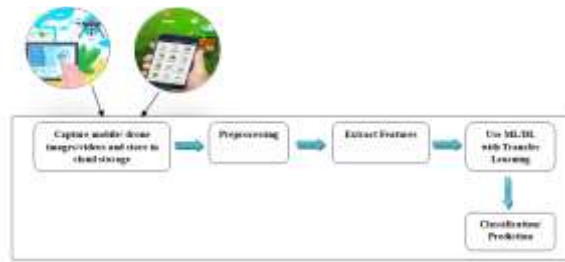 Capture mobile/ drone
images/videos and store in
cloud storage
Preprocessing
Extract Features
Use ML/DL
with Transfer
Learning
Classification/
Prediction